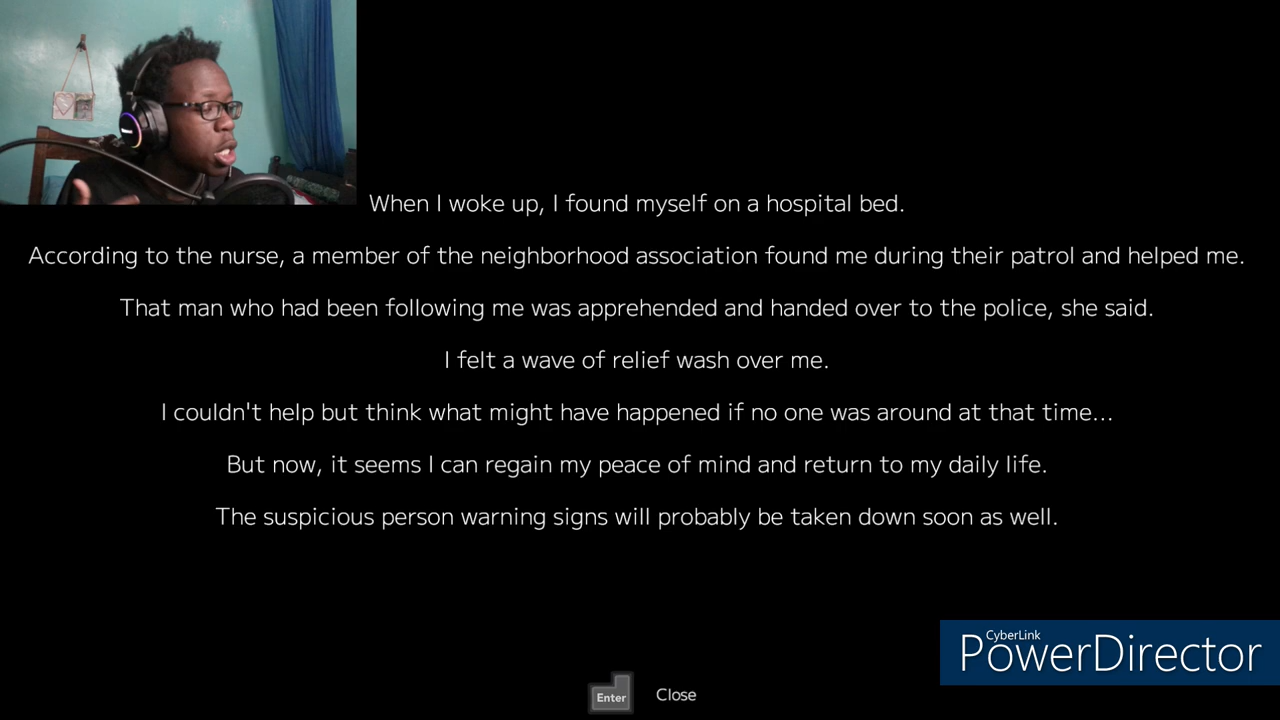 When I woke up, I found myself on a hospital bed.
According to the nurse, a member of the neighborhood association found me during their patrol and helped me.
That man who had been following me was apprehended and handed over to the police, she said.
I felt a wave of relief wash over me.
I couldn't help but think what might have happened if no one was around at that time...
But now, it seems I can regain my peace of mind and return to my daily life.
The suspicious person warning signs will probably be taken down soon as well.
CyberLink
PowerDirector
Enter Close